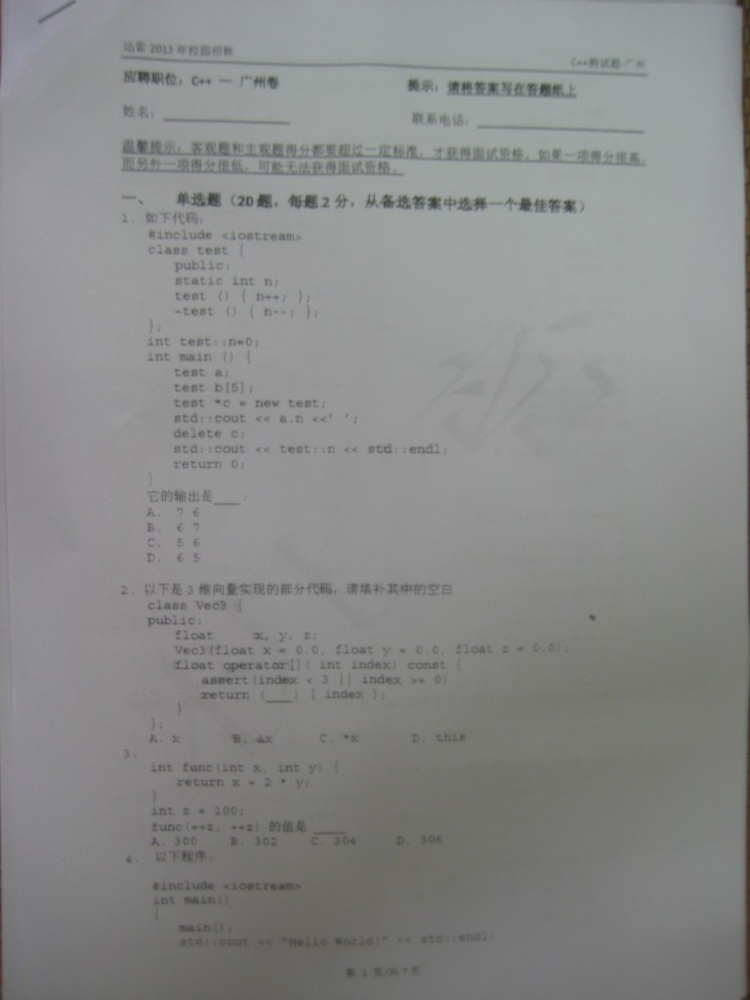 迅雷 2013 年校园招聘
C++测试题-广州
应聘职位：C++ — 广州卷
提示：请将答案写在答题纸上
姓名：
联系电话：
温馨提示：客观题和主观题得分都要超过一定标准，才获得面试资格。如果一项得分很高，
而另外一项得分很低，可能无法获得面试资格。
一、 单选题（20 题，每题 2 分，从备选答案中选择一个最佳答案）
1. 如下代码：
#include <iostream>
class test {
public:
static int n;
test () { n++; };
~test () { n--; };
};
int test::n=0;
int main () {
test a;
test b[5];
test *c = new test;
std::cout << a.n <<' ';
delete c;
std::cout << test::n << std::endl;
return 0;
}
它的输出是____：
A. 7 6
B. 6 7
C. 5 6
D. 6 5
2. 以下是 3 维向量实现的部分代码，请填补其中的空白
class Vec3 {
public:
float x, y, z;
Vec3(float x = 0.0, float y = 0.0, float z = 0.0);
float operator[]( int index) const {
assert(index < 3 || index >= 0)
return (___) [ index ];
}
};
A. x B. &x C. *x D. this
3.
int func(int x, int y) {
return x + 2 * y;
}
int z = 100;
func(++z, ++z) 的值是 ____
A. 300 B. 302 C. 304 D. 306
4. 以下程序：
#include <iostream>
int main()
{
main();
std::cout << "Hello World!" << std::endl;
第 1 页/共 7 页